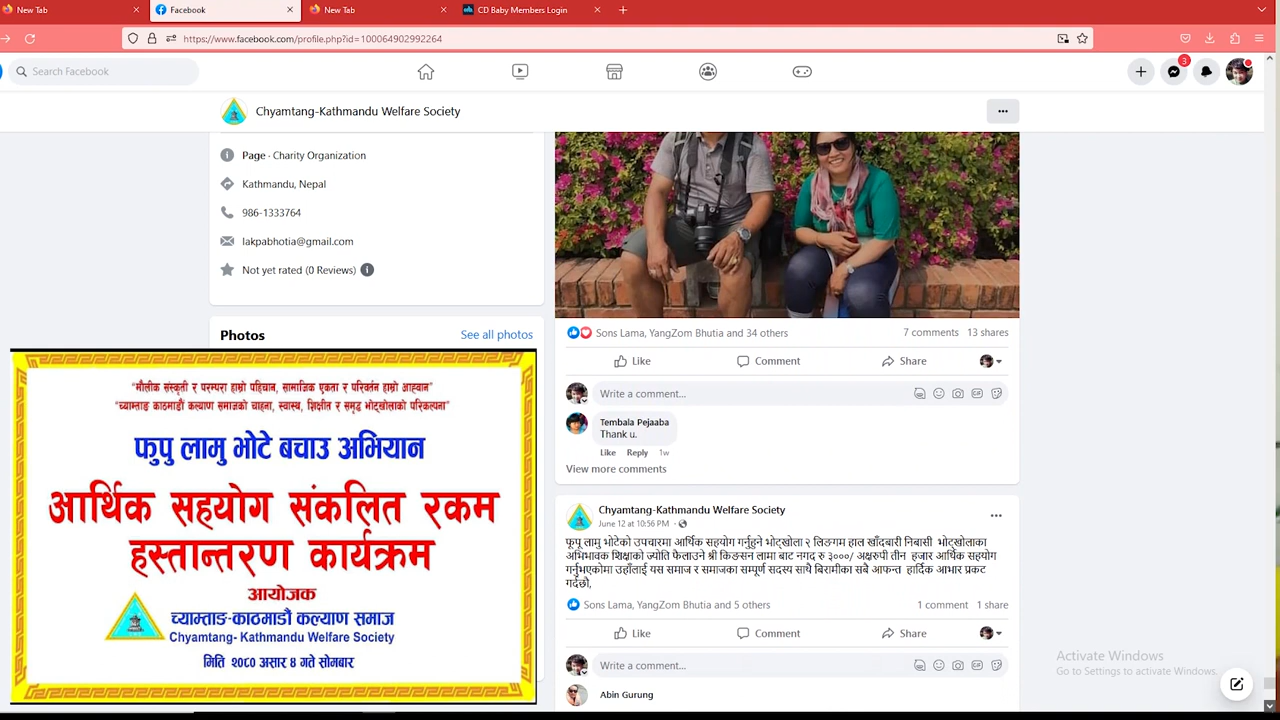 New Tab
Facebook
New Tab
CD Baby Members Login
https://www.facebook.com/profile.php?id=100064902992264
Search Facebook
3
Chyamtang-Kathmandu Welfare Society
Page · Charity Organization
Kathmandu, Nepal
986-1333764
lakpabhotia@gmail.com
Not yet rated (0 Reviews)
Photos
See all photos
"मौलीक संस्कृती र परम्परा हाम्रो पहिचान, सामाजिक एकता र परिवर्तन हाम्रो आह्वान"
"च्याम्ताङ काठमाडौं कल्याण समाजको चाहना, स्वास्थ, शिक्षीत र समृद्ध भोट्खोलाको परिकल्पना"
फुपु लामु भोटे बचाउ अभियान
आर्थिक सहयोग संकलित रकम
हस्तान्तरण कार्यक्रम
आयोजक
च्याम्ताङ-काठमाडौं कल्याण समाज
Chyamtang- Kathmandu Welfare Society
मिति २०८० असार ४ गते सोमबार
Sons Lama, YangZom Bhutia and 34 others
7 comments 13 shares
Like Comment Share
Write a comment...
Tembala Pejaaba
Thank u.
Like Reply 1w
View more comments
Chyamtang-Kathmandu Welfare Society
June 12 at 10:56 PM ·
फूपू लामु भोटेको उपचारमा आर्थिक सहयोग गर्नुहुने भोट्खोला २ लिङगम हाल खाँदबारी निबासी भोट्खोलाका
अभिभावक शिक्षाको ज्योति फैलाउने श्री किङसन लामा बाट नगद रु ३०००/ अक्षरुपी तीन हजार आर्थिक सहयोग
गर्नुभएकोमा उहाँलाई यस समाज र समाजका सम्पूर्ण सदस्य साथै बिरामीका सबै आफन्त हार्दिक आभार प्रकट
गर्दछौ,
Sons Lama, YangZom Bhutia and 5 others
1 comment 1 share
Like Comment Share
Write a comment...
Abin Gurung
Activate Windows
Go to Settings to activate Windows.